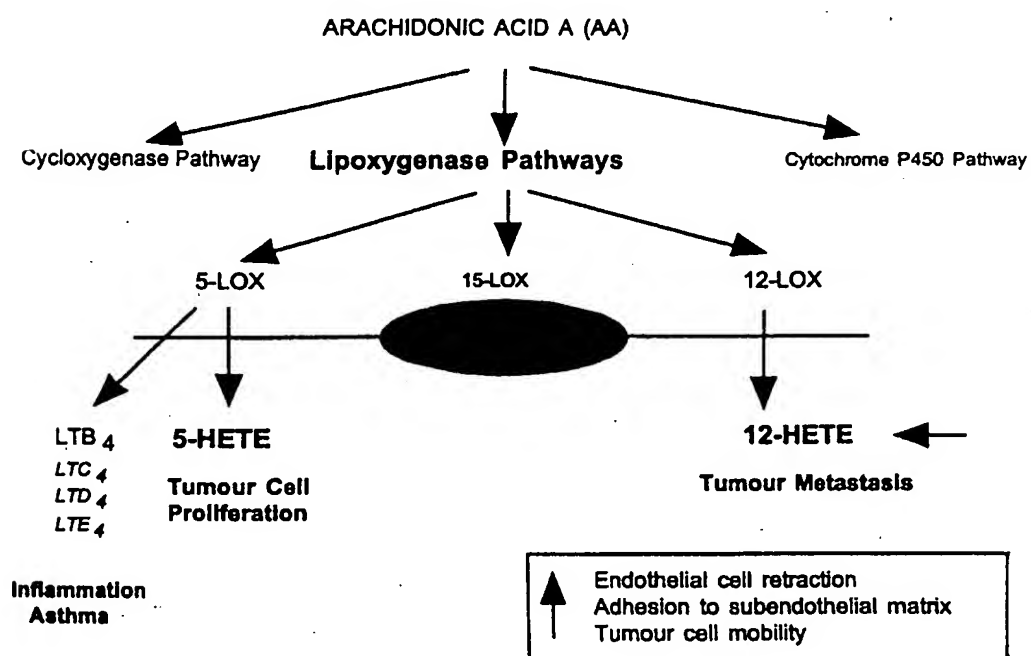 ARACHIDONIC ACID A (AA)
Cycloxygenase Pathway
Lipoxygenase Pathways
Cytochrome P450 Pathway
5-LOX
15-LOX
12-LOX
LTB 4
LTC 4
LTD 4
LTE 4
5-HETE
Tumour Cell
Proliferation
12-HETE
Tumour Metastasis
Inflammation
Asthma
Endothelial cell retraction
Adhesion to subendothelial matrix
Tumour cell mobility